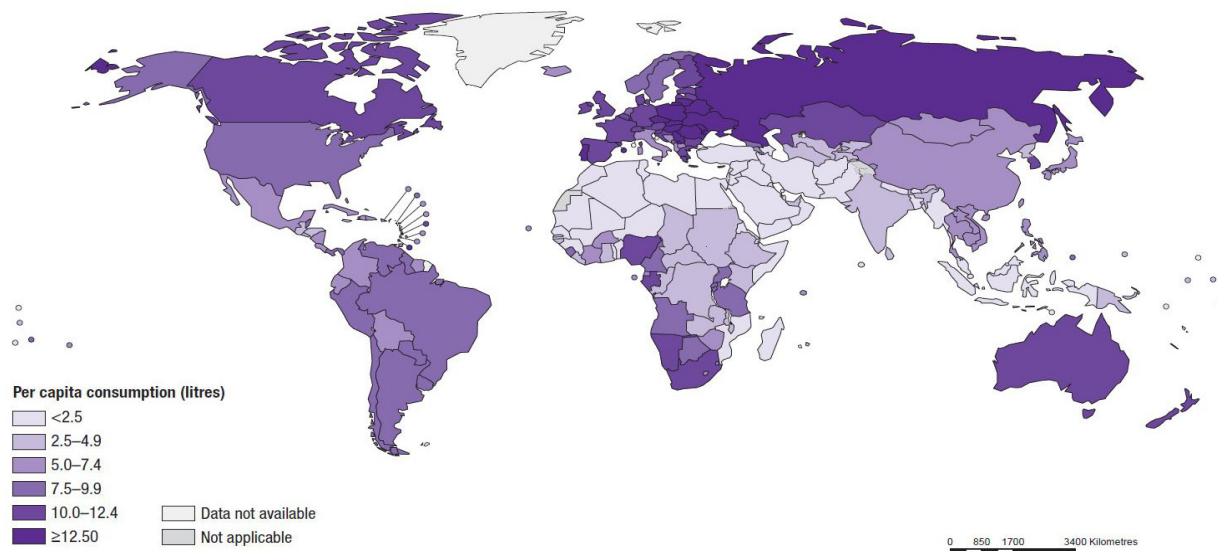 Per capita consumption (litres)
<2.5
2.5–4.9
5.0–7.4
7.5–9.9
10.0–12.4
≥12.50
Data not available
Not applicable
0 850 1700 3400 Kilometres